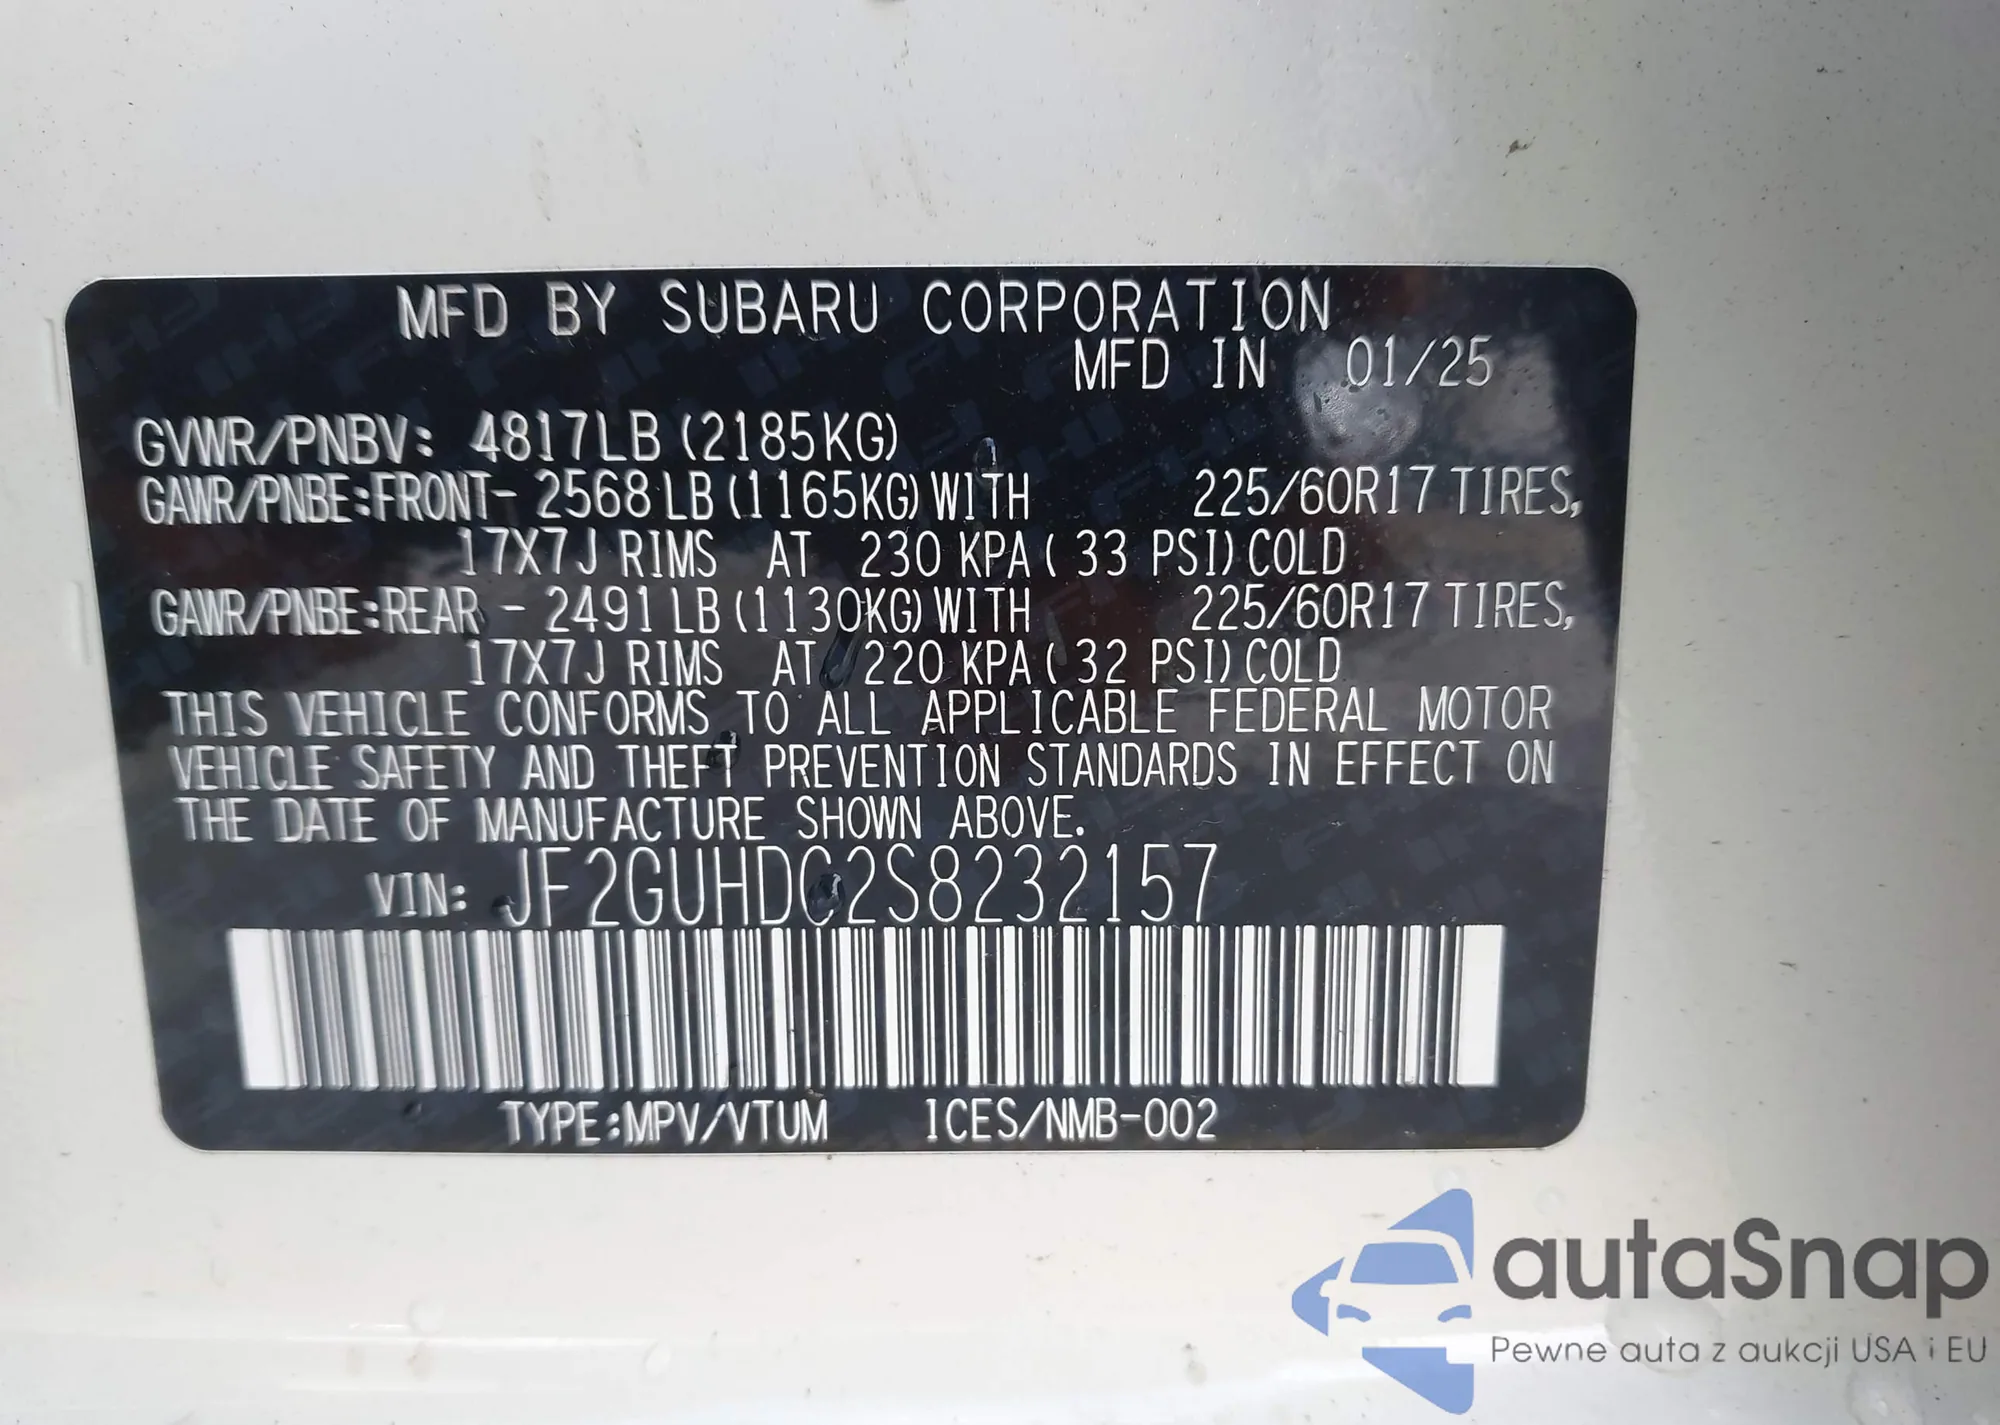 MFD BY SUBARU CORPORATION
MFD IN 01/25
GVWR/PNBV: 4817LB (2185KG)
GAWR/PNBE:FRONT- 2568LB (1165KG) WITH 225/60R17 TIRES,
17X7J RIMS AT 230 KPA ( 33 PSI) COLD
GAWR/PNBE:REAR - 2491LB (1130KG) WITH 225/60R17 TIRES,
17X7J RIMS AT 220 KPA ( 32 PSI) COLD
THIS VEHICLE CONFORMS TO ALL APPLICABLE FEDERAL MOTOR
VEHICLE SAFETY AND THEFT PREVENTION STANDARDS IN EFFECT ON
THE DATE OF MANUFACTURE SHOWN ABOVE.
VIN: JF2GUHDC2S8232157
TYPE:MPV/VTUM ICES/NMB-002
autaSnap
Pewne auta z aukcji USA i EU